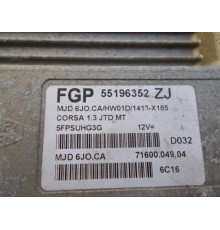 FGP 55196352 ZJ
MJD 6JO.CA/HW01D/1411-X185
CORSA 1.3 JTD MT
5FPSUHG3G 12V=
D032
MJD 6JO.CA 71600.049.04
6C16